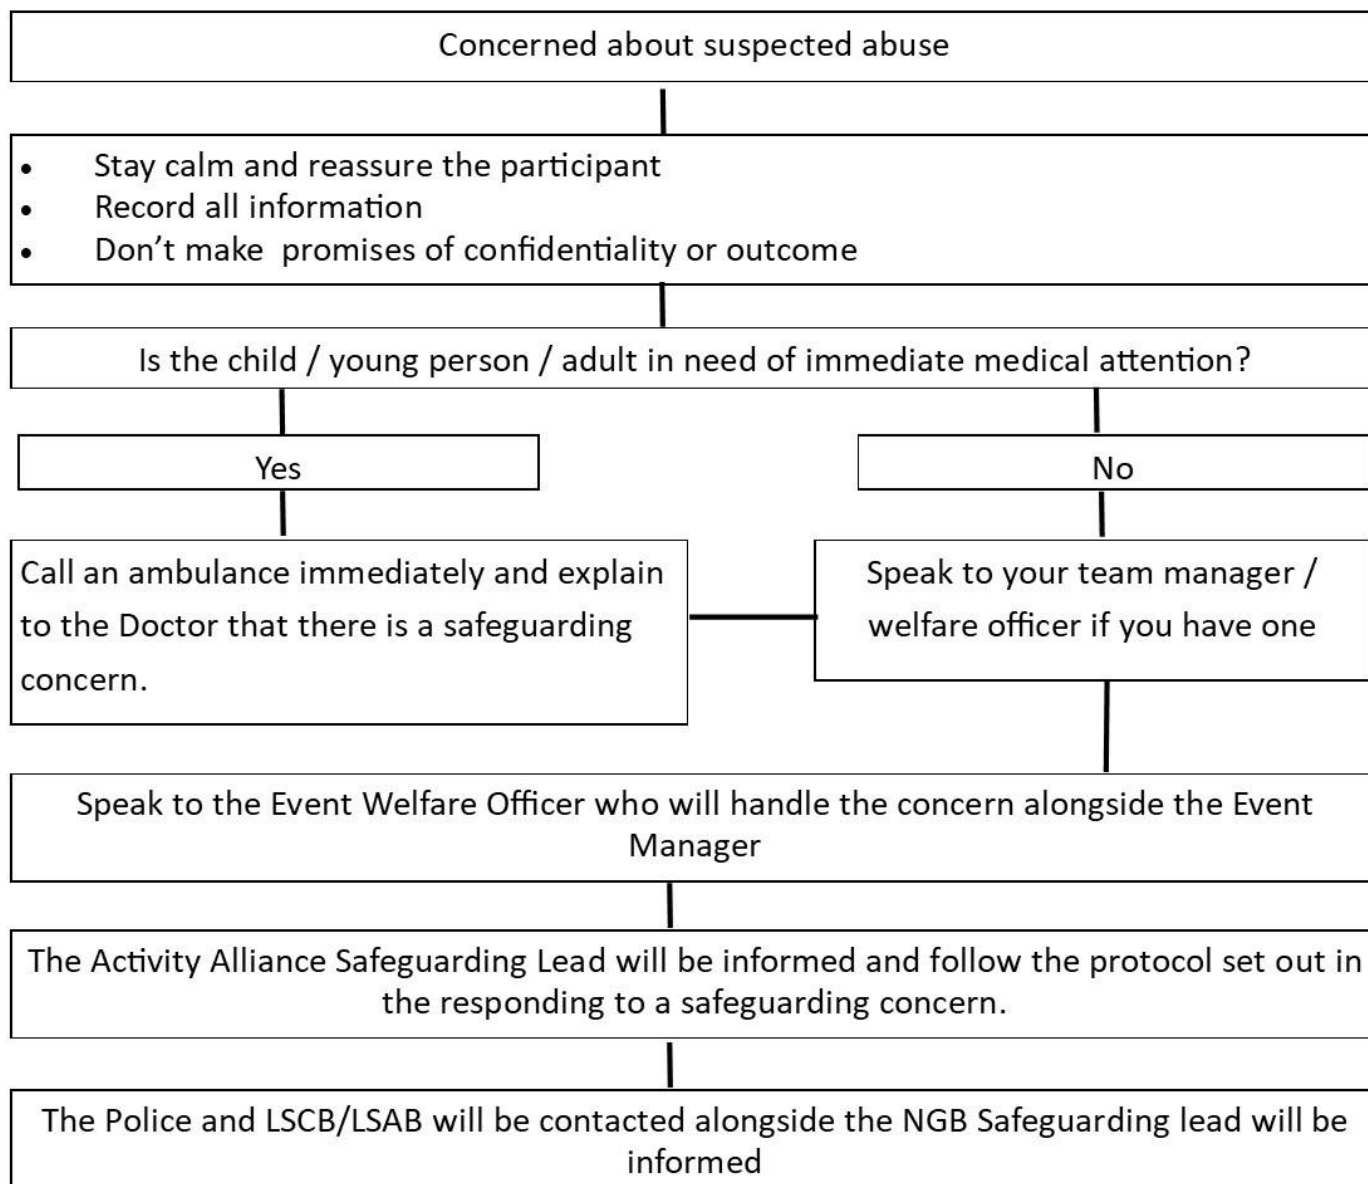 Concerned about suspected abuse
• Stay calm and reassure the participant
• Record all information
• Don't make  promises of confidentiality or outcome
Is the child / young person / adult in need of immediate medical attention?
Yes
No
Call an ambulance immediately and explain
to the Doctor that there is a safeguarding
concern.
Speak to your team manager /
welfare officer if you have one
Speak to the Event Welfare Officer who will handle the concern alongside the Event
Manager
The Activity Alliance Safeguarding Lead will be informed and follow the protocol set out in
the responding to a safeguarding concern.
The Police and LSCB/LSAB will be contacted alongside the NGB Safeguarding lead will be
informed